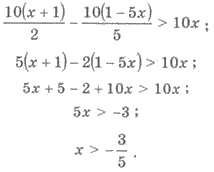 10(x + 1)/2 − 10(1 − 5x)/5 > 10x ;
5(x + 1) − 2(1 − 5x) > 10x ;
5x + 5 − 2 + 10x > 10x ;
5x > −3 ;
x > − 3/5 .